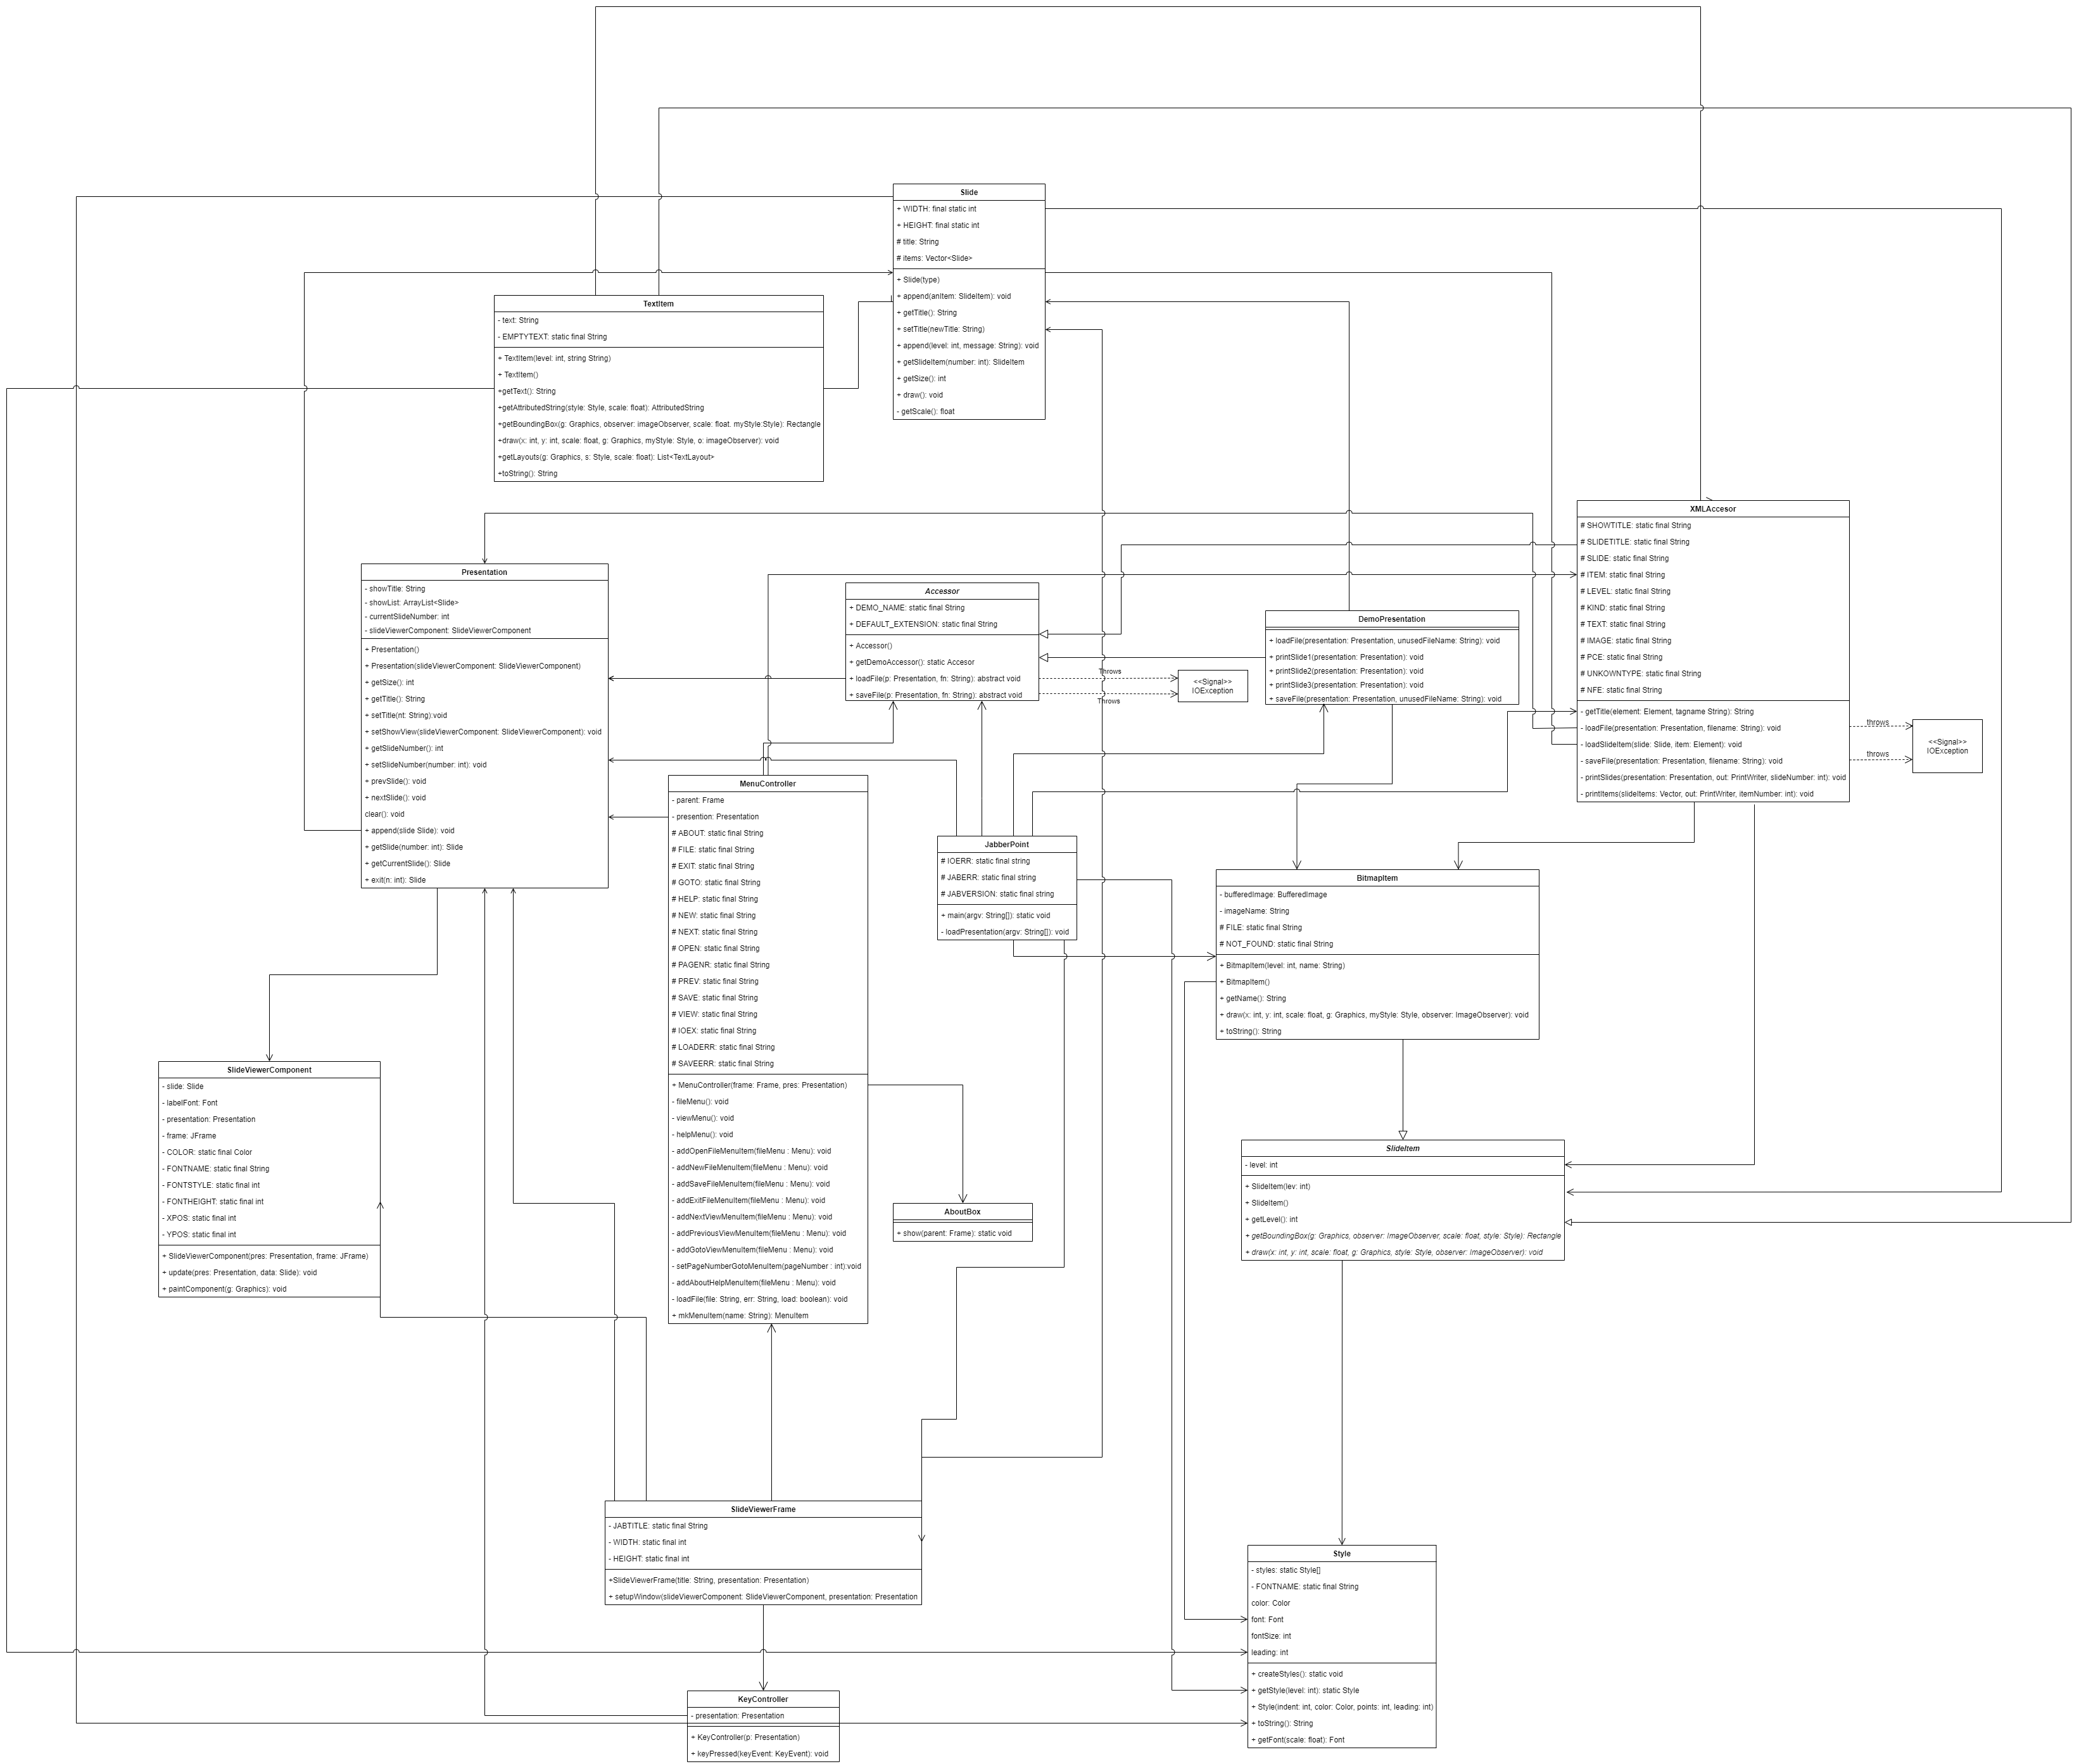 Slide
+ WIDTH: final static int
+ HEIGHT: final static int
# title: String
# items: Vector<Slide>
+ Slide(type)
+ append(anItem: SlideItem): void
+ getTitle(): String
+ setTitle(newTitle: String)
+ append(level: int, message: String): void
+ getSlideItem(number: int): SlideItem
+ getSize(): int
+ draw(): void
- getScale(): float
TextItem
- text: String
- EMPTYTEXT: static final String
+ TextItem(level: int, string String)
+ TextItem()
+getText(): String
+getAttributedString(style: Style, scale: float): AttributedString
+getBoundingBox(g: Graphics, observer: imageObserver, scale: float. myStyle:Style): Rectangle
+draw(x: int, y: int, scale: float, g: Graphics, myStyle: Style, o: imageObserver): void
+getLayouts(g: Graphics, s: Style, scale: float): List<TextLayout>
+toString(): String
XMLAccesor
# SHOWTITLE: static final String
# SLIDETITLE: static final String
# SLIDE: static final String
# ITEM: static final String
# LEVEL: static final String
# KIND: static final String
# TEXT: static final String
# IMAGE: static final String
# PCE: static final String
# UNKOWNTYPE: static final String
# NFE: static final String
- getTitle(element: Element, tagname String): String
- loadFile(presentation: Presentation, filename: String): void
- loadSlideItem(slide: Slide, item: Element): void
- saveFile(presentation: Presentation, filename: String): void
- printSlides(presentation: Presentation, out: PrintWriter, slideNumber: int): void
- printItems(slideItems: Vector, out: PrintWriter, itemNumber: int): void
throws
throws
<<Signal>>
IOException
Presentation
- showTitle: String
- showList: ArrayList<Slide>
- currentSlideNumber: int
- slideViewerComponent: SlideViewerComponent
+ Presentation()
+ Presentation(slideViewerComponent: SlideViewerComponent)
+ getSize(): int
+ getTitle(): String
+ setTitle(nt: String):void
+ setShowView(slideViewerComponent: SlideViewerComponent): void
+ getSlideNumber(): int
+ setSlideNumber(number: int): void
+ prevSlide(): void
+ nextSlide(): void
clear(): void
+ append(slide Slide): void
+ getSlide(number: int): Slide
+ getCurrentSlide(): Slide
+ exit(n: int): Slide
Accessor
+ DEMO_NAME: static final String
+ DEFAULT_EXTENSION: static final String
+ Accessor()
+ getDemoAccessor(): static Accesor
+ loadFile(p: Presentation, fn: String): abstract void
+ saveFile(p: Presentation, fn: String): abstract void
Throws
Throws
<<Signal>>
IOException
DemoPresentation
+ loadFile(presentation: Presentation, unusedFileName: String): void
+ printSlide1(presentation: Presentation): void
+ printSlide2(presentation: Presentation): void
+ printSlide3(presentation: Presentation): void
+ saveFile(presentation: Presentation, unusedFileName: String): void
MenuController
- parent: Frame
- presention: Presentation
# ABOUT: static final String
# FILE: static final String
# EXIT: static final String
# GOTO: static final String
# HELP: static final String
# NEW: static final String
# NEXT: static final String
# OPEN: static final String
# PAGENR: static final String
# PREV: static final String
# SAVE: static final String
# VIEW: static final String
# IOEX: static final String
# LOADERR: static final String
# SAVEERR: static final String
+ MenuController(frame: Frame, pres: Presentation)
- fileMenu(): void
- viewMenu(): void
- helpMenu(): void
- addOpenFileMenuItem(fileMenu : Menu): void
- addNewFileMenuItem(fileMenu : Menu): void
- addSaveFileMenuItem(fileMenu : Menu): void
- addExitFileMenuItem(fileMenu : Menu): void
- addNextViewMenuItem(fileMenu : Menu): void
- addPreviousViewMenuItem(fileMenu : Menu): void
- addGotoViewMenuItem(fileMenu : Menu): void
- setPageNumberGotoMenuItem(pageNumber : int):void
- addAboutHelpMenuItem(fileMenu : Menu): void
- loadFile(file: String, err: String, load: boolean): void
+ mkMenuItem(name: String): MenuItem
JabberPoint
# IOERR: static final string
# JABERR: static final string
# JABVERSION: static final string
+ main(argv: String[]): static void
- loadPresentation(argv: String[]): void
BitmapItem
- bufferedImage: BufferedImage
- imageName: String
# FILE: static final String
# NOT_FOUND: static final String
+ BitmapItem(level: int, name: String)
+ BitmapItem()
+ getName(): String
+ draw(x: int, y: int, scale: float, g: Graphics, myStyle: Style, observer: ImageObserver): void
+ toString(): String
SlideViewerComponent
- slide: Slide
- labelFont: Font
- presentation: Presentation
- frame: JFrame
- COLOR: static final Color
- FONTNAME: static final String
- FONTSTYLE: static final int
- FONTHEIGHT: static final int
- XPOS: static final int
- YPOS: static final int
+ SlideViewerComponent(pres: Presentation, frame: JFrame)
+ update(pres: Presentation, data: Slide): void
+ paintComponent(g: Graphics): void
AboutBox
+ show(parent: Frame): static void
SlideItem
- level: int
+ SlideItem(lev: int)
+ SlideItem()
+ getLevel(): int
+ getBoundingBox(g: Graphics, observer: ImageObserver, scale: float, style: Style): Rectangle
+ draw(x: int, y: int, scale: float, g: Graphics, style: Style, observer: ImageObserver): void
SlideViewerFrame
- JABTITLE: static final String
- WIDTH: static final int
- HEIGHT: static final int
+SlideViewerFrame(title: String, presentation: Presentation)
+ setupWindow(slideViewerComponent: SlideViewerComponent, presentation: Presentation
Style
- styles: static Style[]
- FONTNAME: static final String
color: Color
font: Font
fontSize: int
leading: int
+ createStyles(): static void
+ getStyle(level: int): static Style
+ Style(indent: int, color: Color, points: int, leading: int)
+ toString(): String
+ getFont(scale: float): Font
KeyController
- presentation: Presentation
+ KeyController(p: Presentation)
+ keyPressed(keyEvent: KeyEvent): void